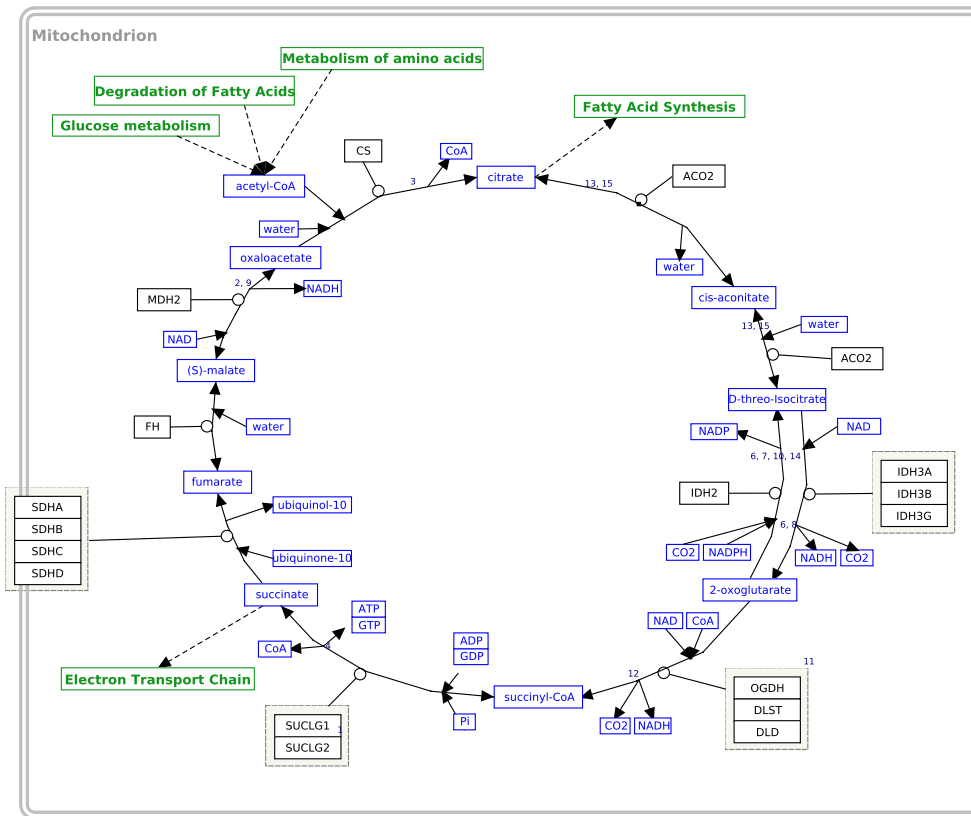 Mitochondrion
Metabolism of amino acids
Degradation of Fatty Acids
Fatty Acid Synthesis
Glucose metabolism
CS
CoA
3
citrate
13, 15
ACO2
acetyl-CoA
water
oxaloacetate
water
2, 9
NADH
MDH2
cis-aconitate
13, 15
water
NAD
ACO2
(S)-malate
D-threo-Isocitrate
FH
water
NADP
NAD
6, 7, 10, 14
fumarate
IDH2
IDH3A
IDH3B
IDH3G
SDHA
SDHB
SDHC
SDHD
ubiquinol-10
6, 8
ubiquinone-10
CO2
NADPH
NADH
CO2
succinate
2-oxoglutarate
ATP
GTP
NAD
CoA
CoA
4
ADP
GDP
11
12
Electron Transport Chain
succinyl-CoA
OGDH
DLST
DLD
Pi
CO2
NADH
SUCLG1
1
SUCLG2